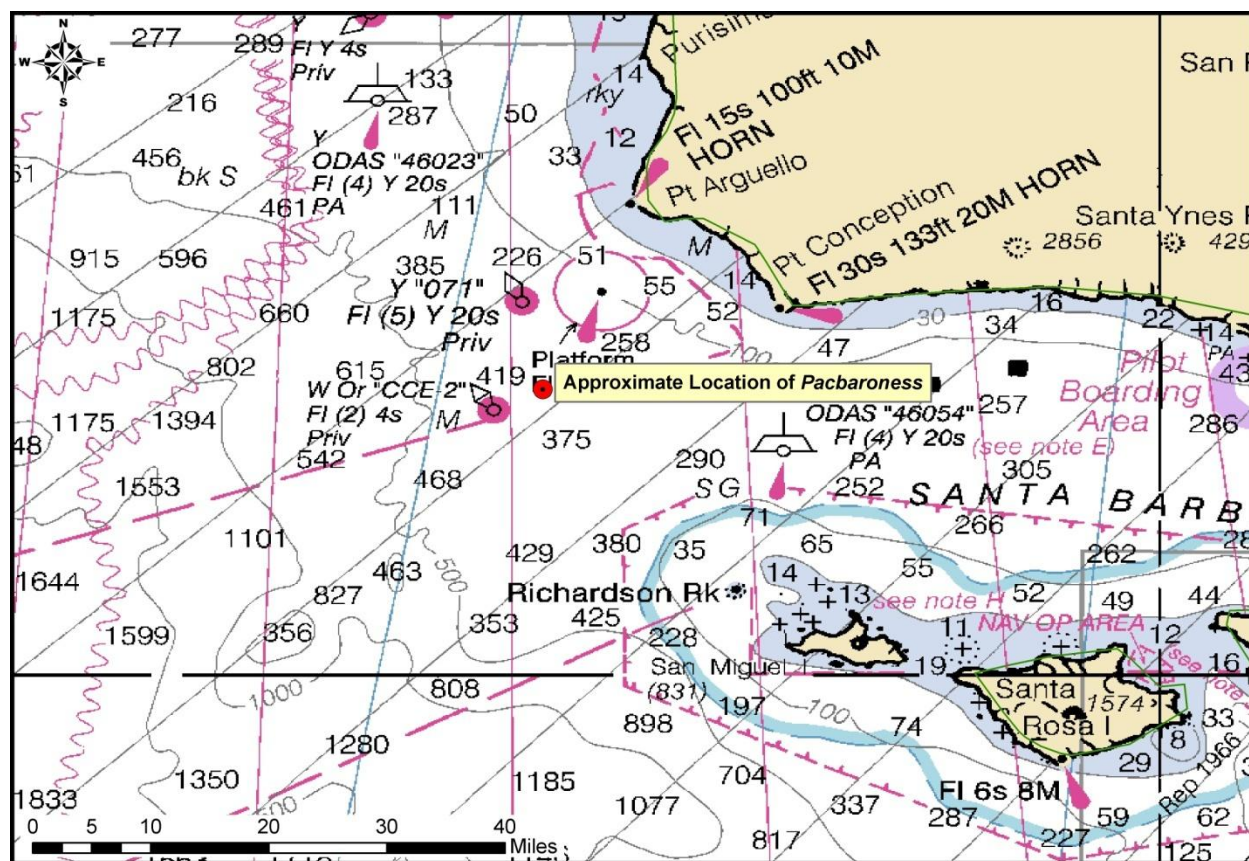 N
W E
S
277
289
Y
Fl Y 4s
Priv
133
287
216
456
bk S
461
Y
ODAS "46023"
Fl (4) Y 20s
PA
50
33
14
rky
12
Fl 15s 100ft 10M
HORN
Pt Arguello
Pt Conception
Fl 30s 133ft 20M HORN
2856
111
M
M
915
596
385
226
51
55
14
52
1175
660
Y "071"
Fl (5) Y 20s
Priv
258
100
30
16
34
22
14
PA
47
802
615
419
Platform
Approximate Location of Pacbaroness
W Or "CCE-2"
Fl (2) 4s
Priv
M
1175
1394
542
375
ODAS "46054"
Fl (4) Y 20s
PA
257
Pilot
Boarding
Area
(see note E)
43
286
48
1553
468
290
S G
252
305
SANTA BARB
1101
500
429
380
35
71
65
55
266
262
1644
463
827
Richardson Rk
14
13
see note H
52
49
44
NAV OP AREA
1599
356
353
425
228
11
12
16
1000
808
San Miguel I
(831)
197
19
Santa
Rosa I
1574
898
100
74
33
8
1280
29
Rep 1966
1350
1185
704
Fl 6s 8M
1833
1077
337
287
59
62
817
227
125
0 5 10 20 30 40
Miles